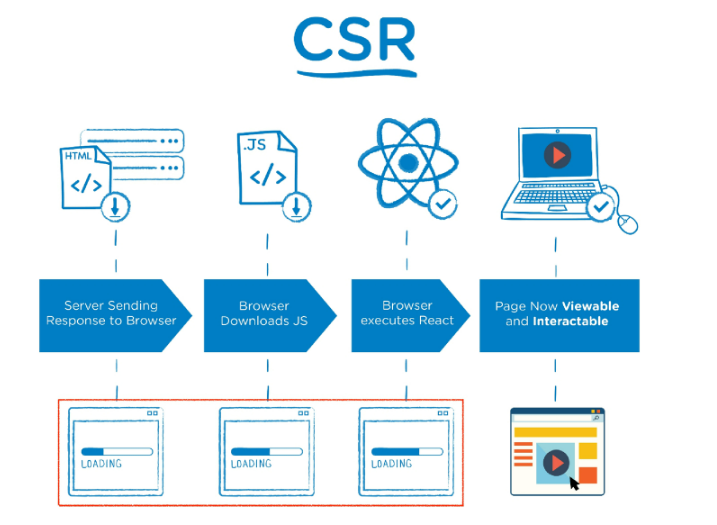 CSR
HTML
.JS
</>
</>
Server Sending
Response to Browser
Browser
Downloads JS
Browser
executes React
Page Now Viewable
and Interactable
LOADING
LOADING
LOADING